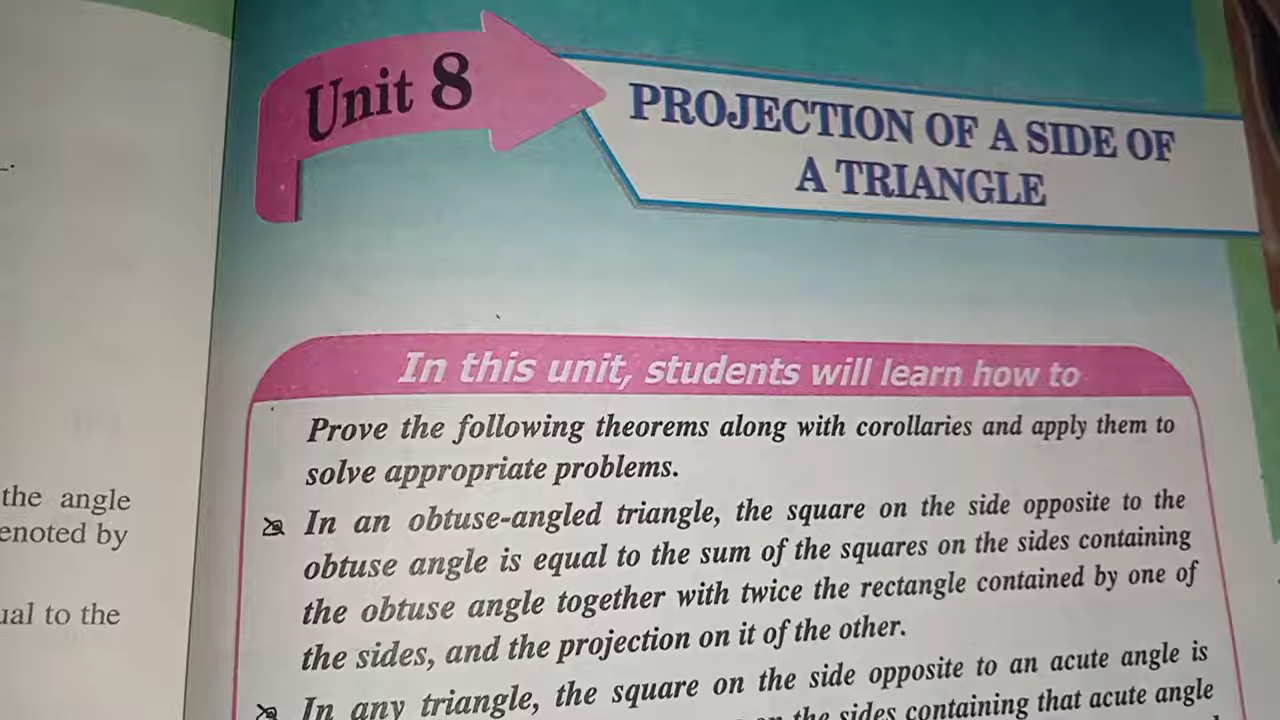 the angle
enoted by
ual to the
Unit 8
PROJECTION OF A SIDE OF
A TRIANGLE
In this unit, students will learn how to
Prove the following theorems along with corollaries and apply them to
solve appropriate problems.
In an obtuse-angled triangle, the square on the side opposite to the
obtuse angle is equal to the sum of the squares on the sides containing
the obtuse angle together with twice the rectangle contained by one of
the sides, and the projection on it of the other.
In any triangle, the square on the side opposite to an acute angle is
the sides containing that acute angle